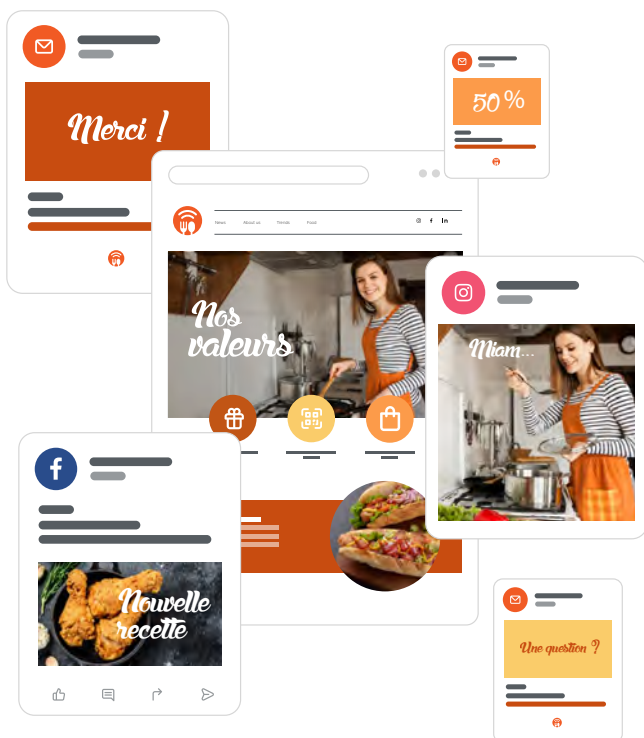 Merci !
50 %
News About us Trends Food
Nos
valeurs
Miam...
Nouvelle
recette
Une question ?